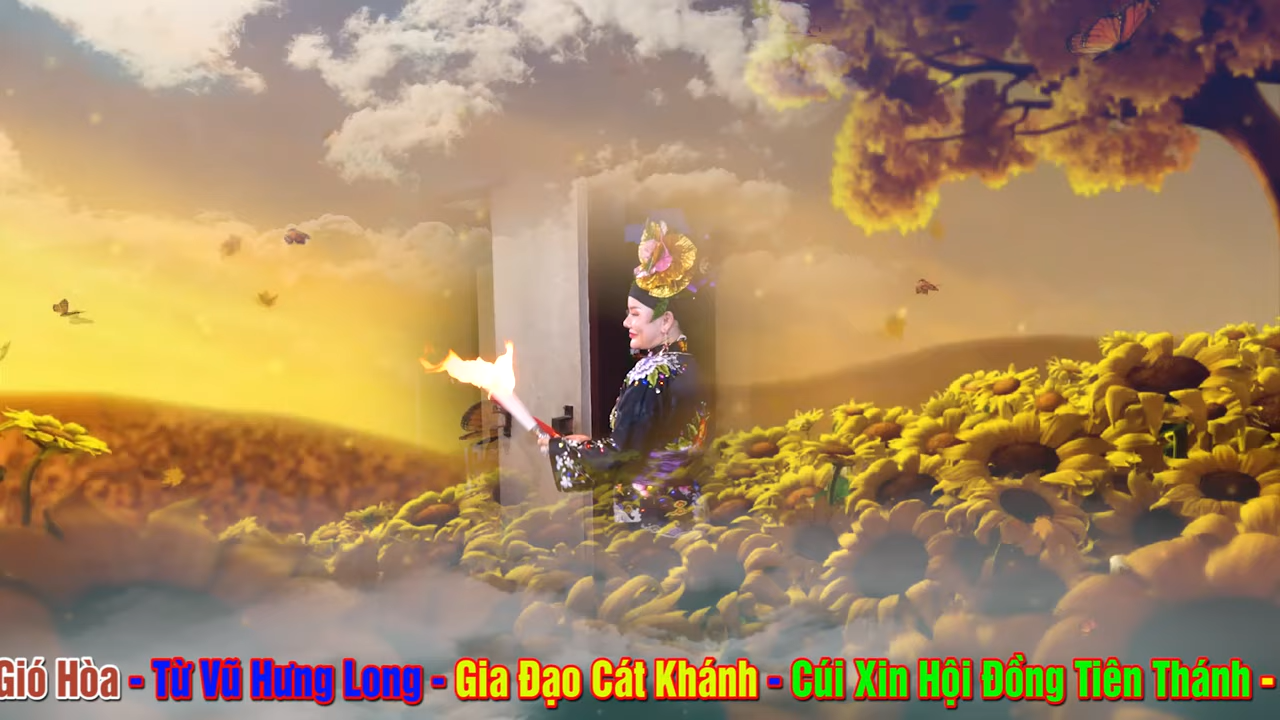 Gió Hòa - Từ Vũ Hưng Long - Gia Đạo Cát Khánh - Cúi Xin Hội Đồng Tiên Thánh -